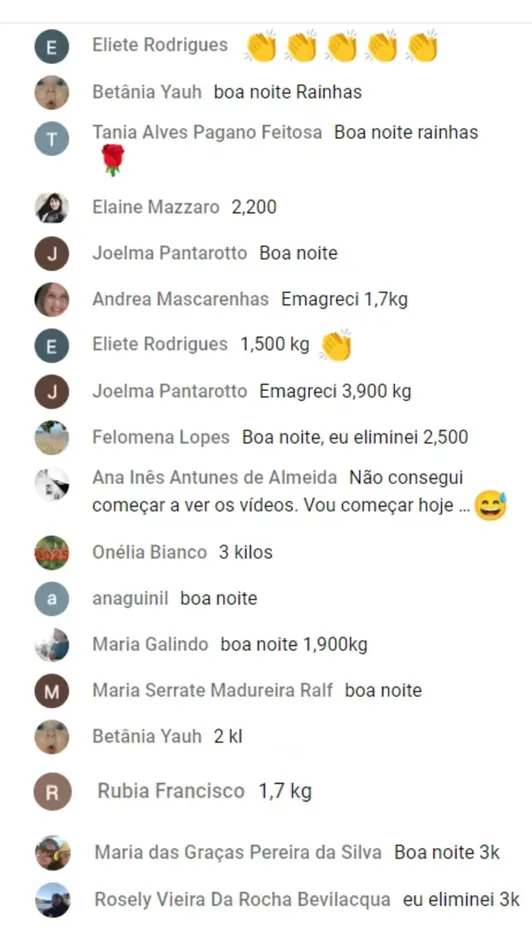 E Eliete Rodrigues 👏👏👏👏👏
Betânia Yauh boa noite Rainhas
T Tania Alves Pagano Feitosa Boa noite rainhas
🌹
Elaine Mazzaro 2,200
J Joelma Pantarotto Boa noite
Andrea Mascarenhas Emagreci 1,7kg
E Eliete Rodrigues 1,500 kg 👏
J Joelma Pantarotto Emagreci 3,900 kg
Felomena Lopes Boa noite, eu eliminei 2,500
Ana Inês Antunes de Almeida Não consegui
começar a ver os vídeos. Vou começar hoje ... 😅
2025 Onélia Bianco 3 kilos
a anaguinil boa noite
Maria Galindo boa noite 1,900kg
M Maria Serrate Madureira Ralf boa noite
Betânia Yauh 2 kl
R Rubia Francisco 1,7 kg
Maria das Graças Pereira da Silva Boa noite 3k
Rosely Vieira Da Rocha Bevilacqua eu eliminei 3k